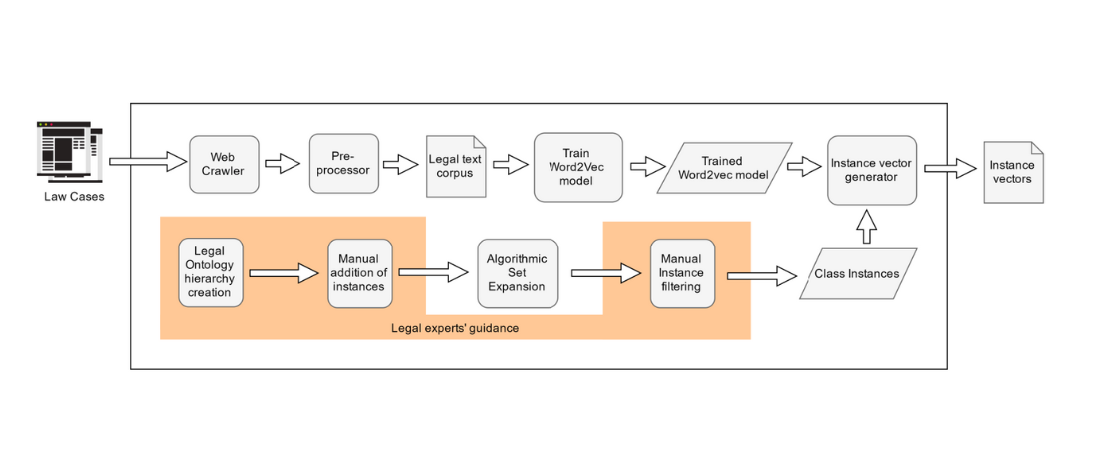 Law Cases
Web
Crawler
Pre-
processor
Legal text
corpus
Train
Word2Vec
model
Trained
Word2vec model
Instance vector
generator
Instance
vectors
Legal
Ontology
hierarchy
creation
Manual
addition of
instances
Algorithmic
Set
Expansion
Manual
Instance
filtering
Class Instances
Legal experts' guidance